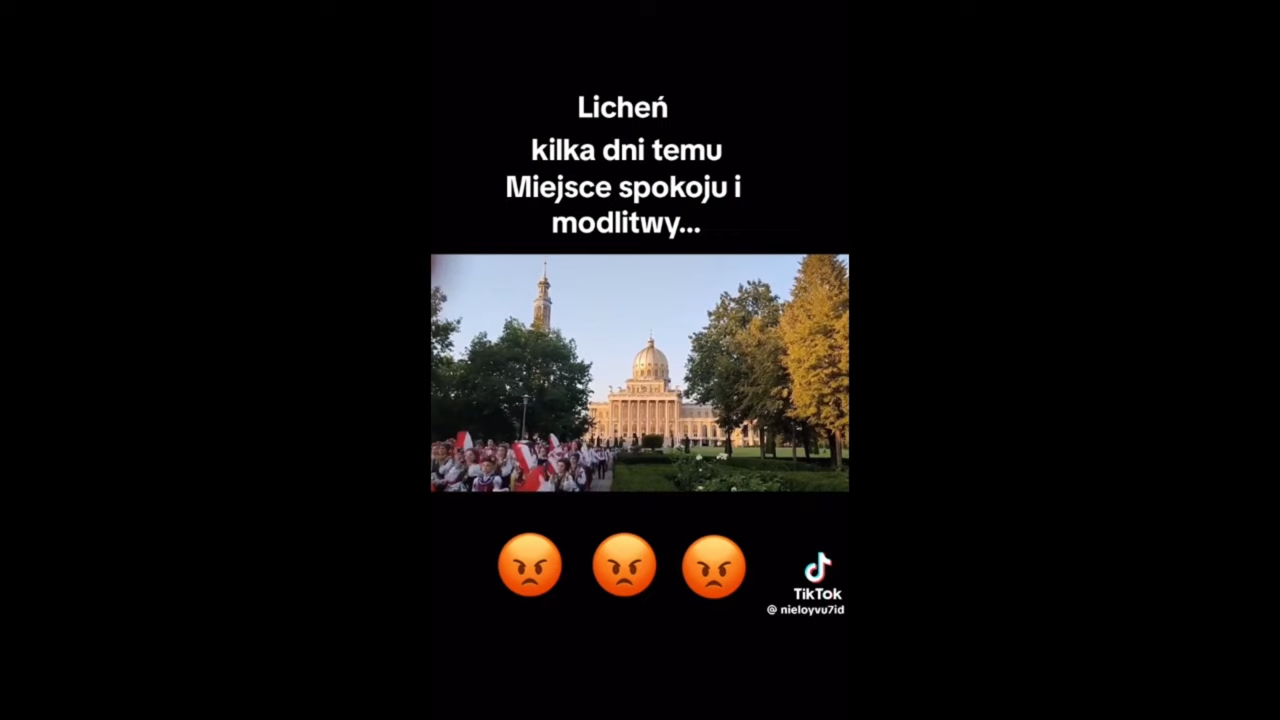 Licheń
kilka dni temu
Miejsce spokoju i
modlitwy...
TikTok
@ nieloyvu7id